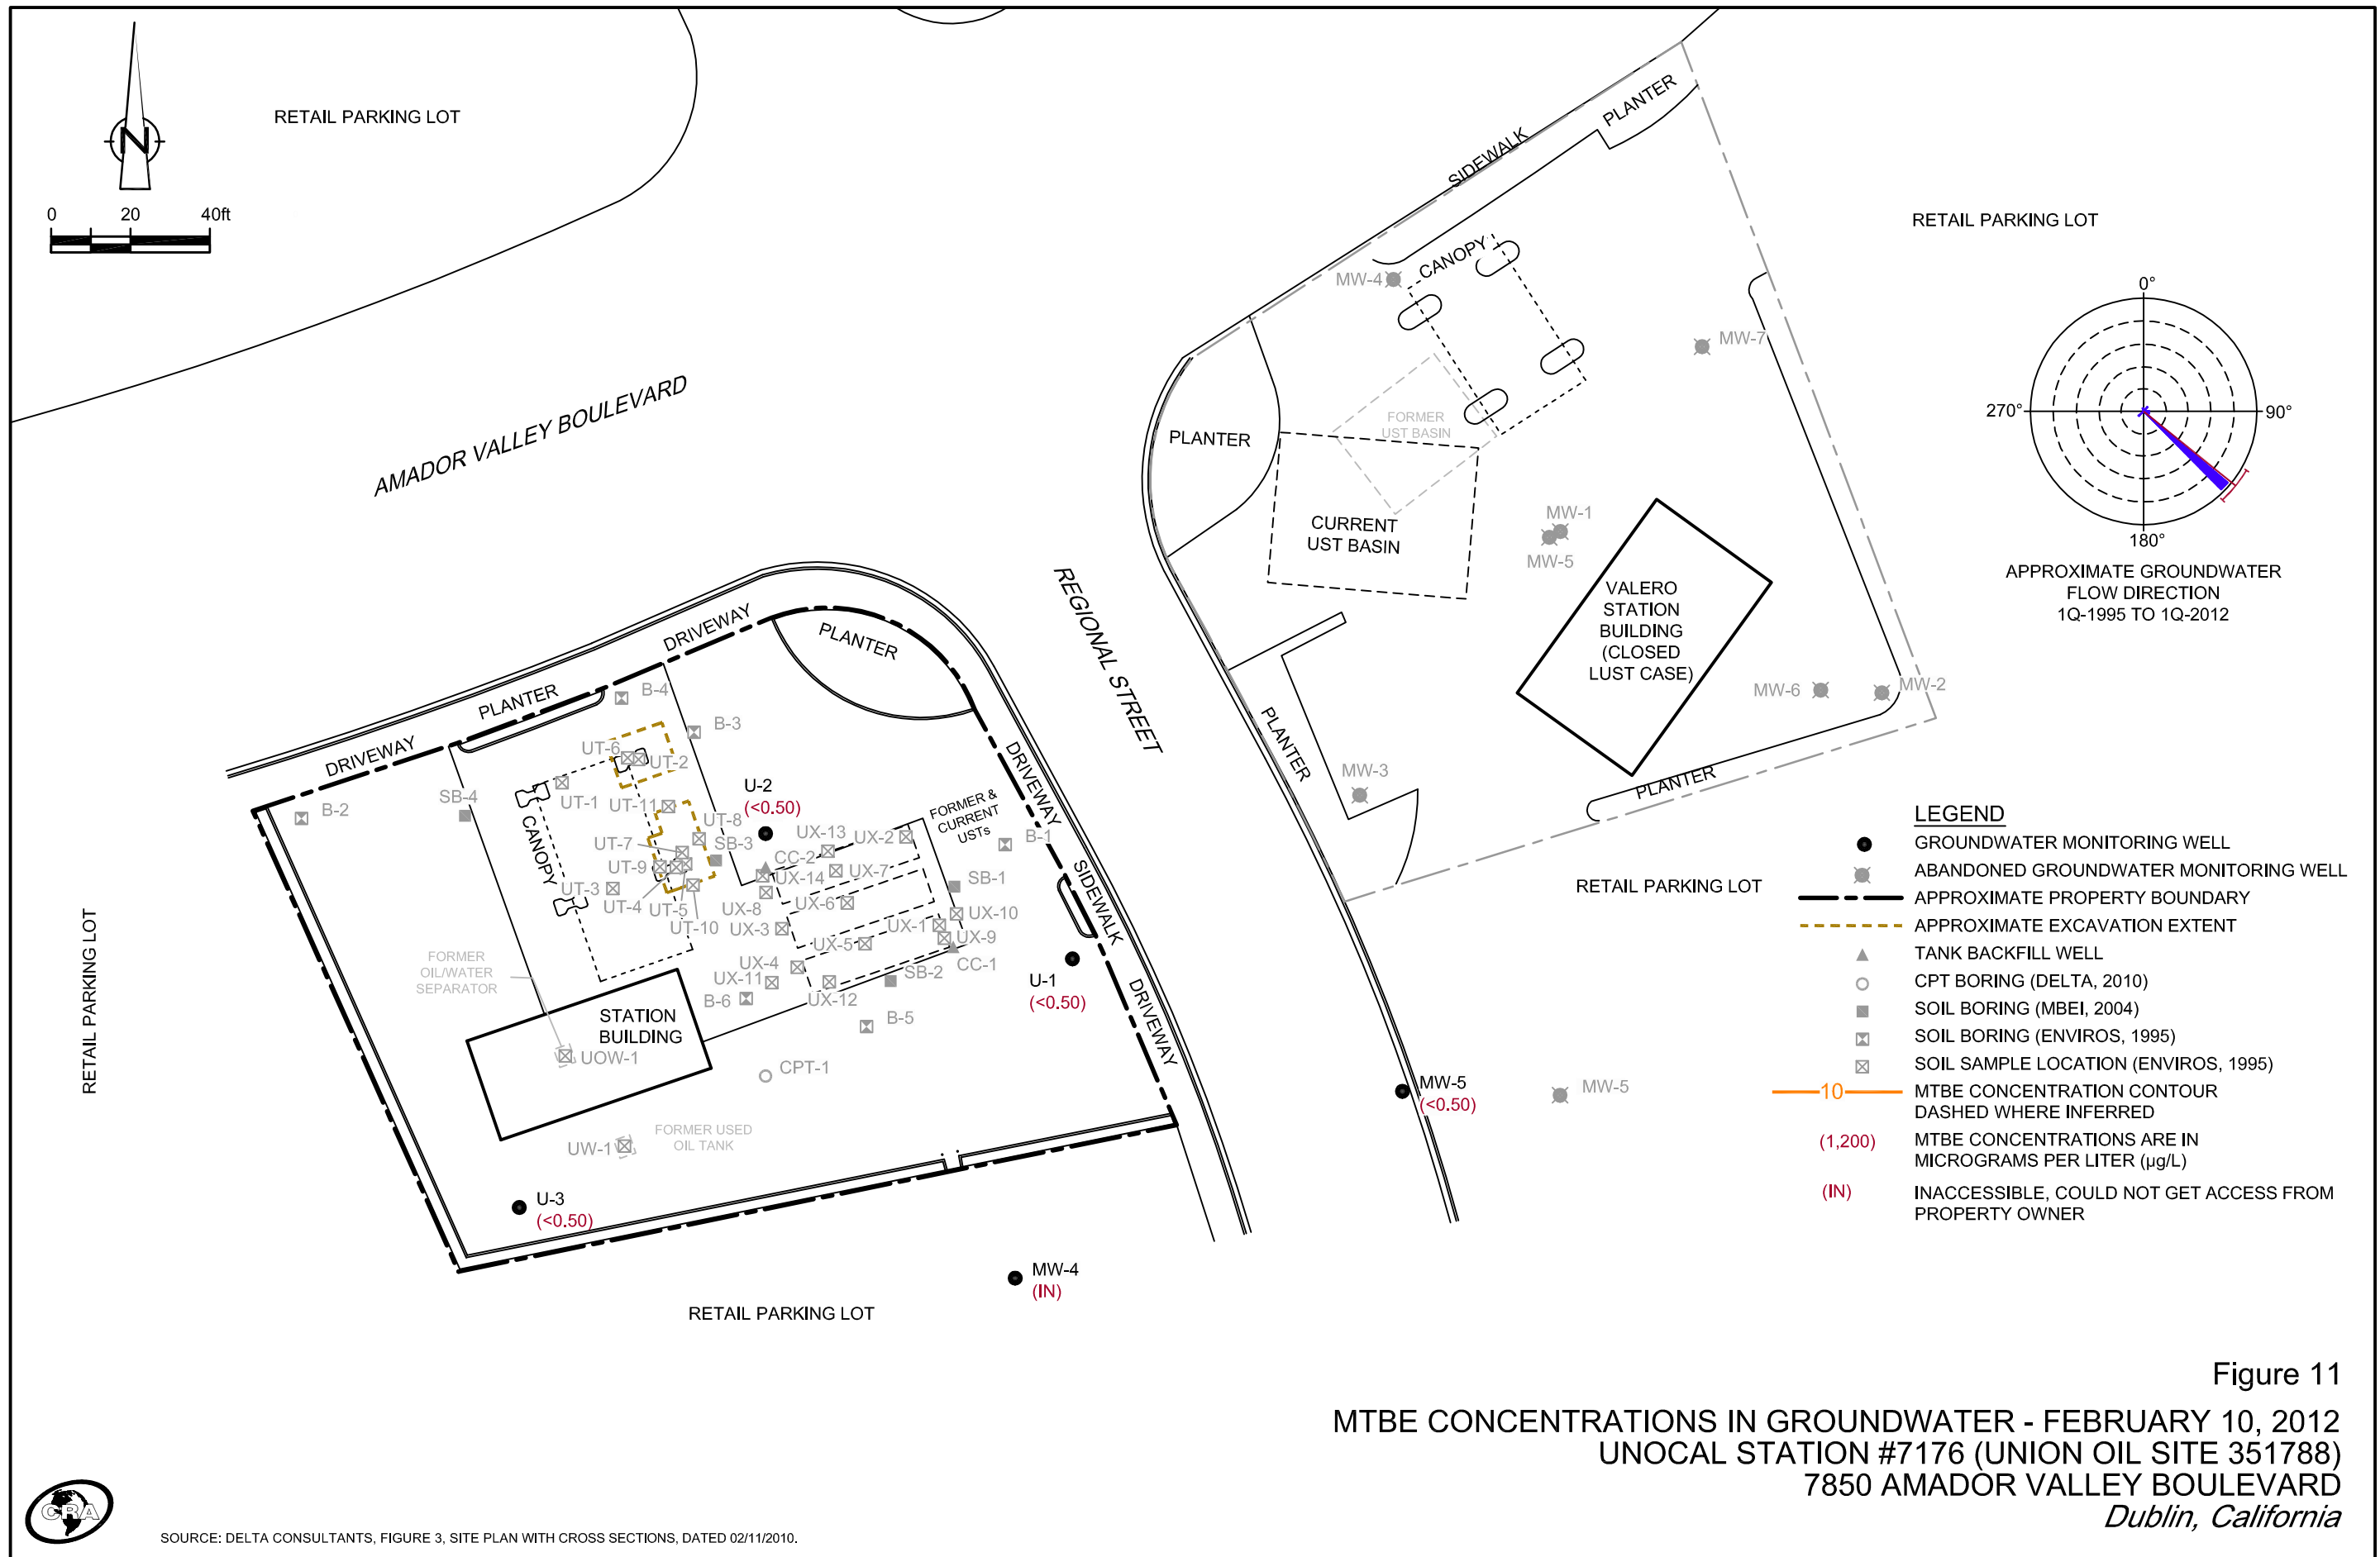 N
0 20 40ft
RETAIL PARKING LOT
AMADOR VALLEY BOULEVARD
REGIONAL STREET
SIDEWALK
PLANTER
CANOPY
MW-4
MW-7
PLANTER
FORMER
UST BASIN
CURRENT
UST BASIN
MW-1
MW-5
VALERO
STATION
BUILDING
(CLOSED
LUST CASE)
MW-6
MW-2
MW-3
PLANTER
PLANTER
RETAIL PARKING LOT
RETAIL PARKING LOT
0°
90°
180°
270°
APPROXIMATE GROUNDWATER
FLOW DIRECTION
1Q-1995 TO 1Q-2012
DRIVEWAY
PLANTER
DRIVEWAY
PLANTER
DRIVEWAY
SIDEWALK
DRIVEWAY
B-4
B-3
B-2
SB-4
UT-6
UT-2
UT-1
UT-11
UT-8
UT-7
SB-3
UT-9
UT-3
UT-4
UT-5
UT-10
CANOPY
U-2
(<0.50)
FORMER &
CURRENT
USTs
B-1
UX-13
UX-2
CC-2
UX-14
UX-7
UX-8
UX-6
SB-1
UX-10
UX-3
UX-1
UX-9
UX-5
CC-1
UX-4
UX-11
SB-2
UX-12
B-6
B-5
U-1
(<0.50)
FORMER
OIL/WATER
SEPARATOR
STATION
BUILDING
UOW-1
CPT-1
FORMER USED
OIL TANK
UW-1
U-3
(<0.50)
MW-5
(<0.50)
MW-5
MW-4
(IN)
RETAIL PARKING LOT
RETAIL PARKING LOT
LEGEND
GROUNDWATER MONITORING WELL
ABANDONED GROUNDWATER MONITORING WELL
APPROXIMATE PROPERTY BOUNDARY
APPROXIMATE EXCAVATION EXTENT
TANK BACKFILL WELL
CPT BORING (DELTA, 2010)
SOIL BORING (MBEI, 2004)
SOIL BORING (ENVIROS, 1995)
SOIL SAMPLE LOCATION (ENVIROS, 1995)
10 MTBE CONCENTRATION CONTOUR
DASHED WHERE INFERRED
(1,200) MTBE CONCENTRATIONS ARE IN
MICROGRAMS PER LITER (µg/L)
(IN) INACCESSIBLE, COULD NOT GET ACCESS FROM
PROPERTY OWNER
Figure 11
MTBE CONCENTRATIONS IN GROUNDWATER - FEBRUARY 10, 2012
UNOCAL STATION #7176 (UNION OIL SITE 351788)
7850 AMADOR VALLEY BOULEVARD
Dublin, California
CRA
SOURCE: DELTA CONSULTANTS, FIGURE 3, SITE PLAN WITH CROSS SECTIONS, DATED 02/11/2010.